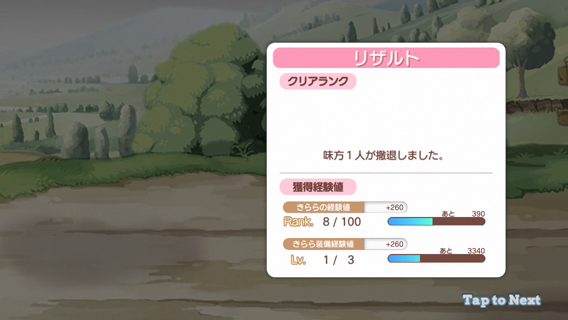 リザルト
クリアランク
味方1人が撤退しました。
獲得経験値
きららの経験値 +260
あと 390
Rank. 8 / 100
きらら装備経験値 +260
あと 3340
Lv. 1 / 3
Tap to Next